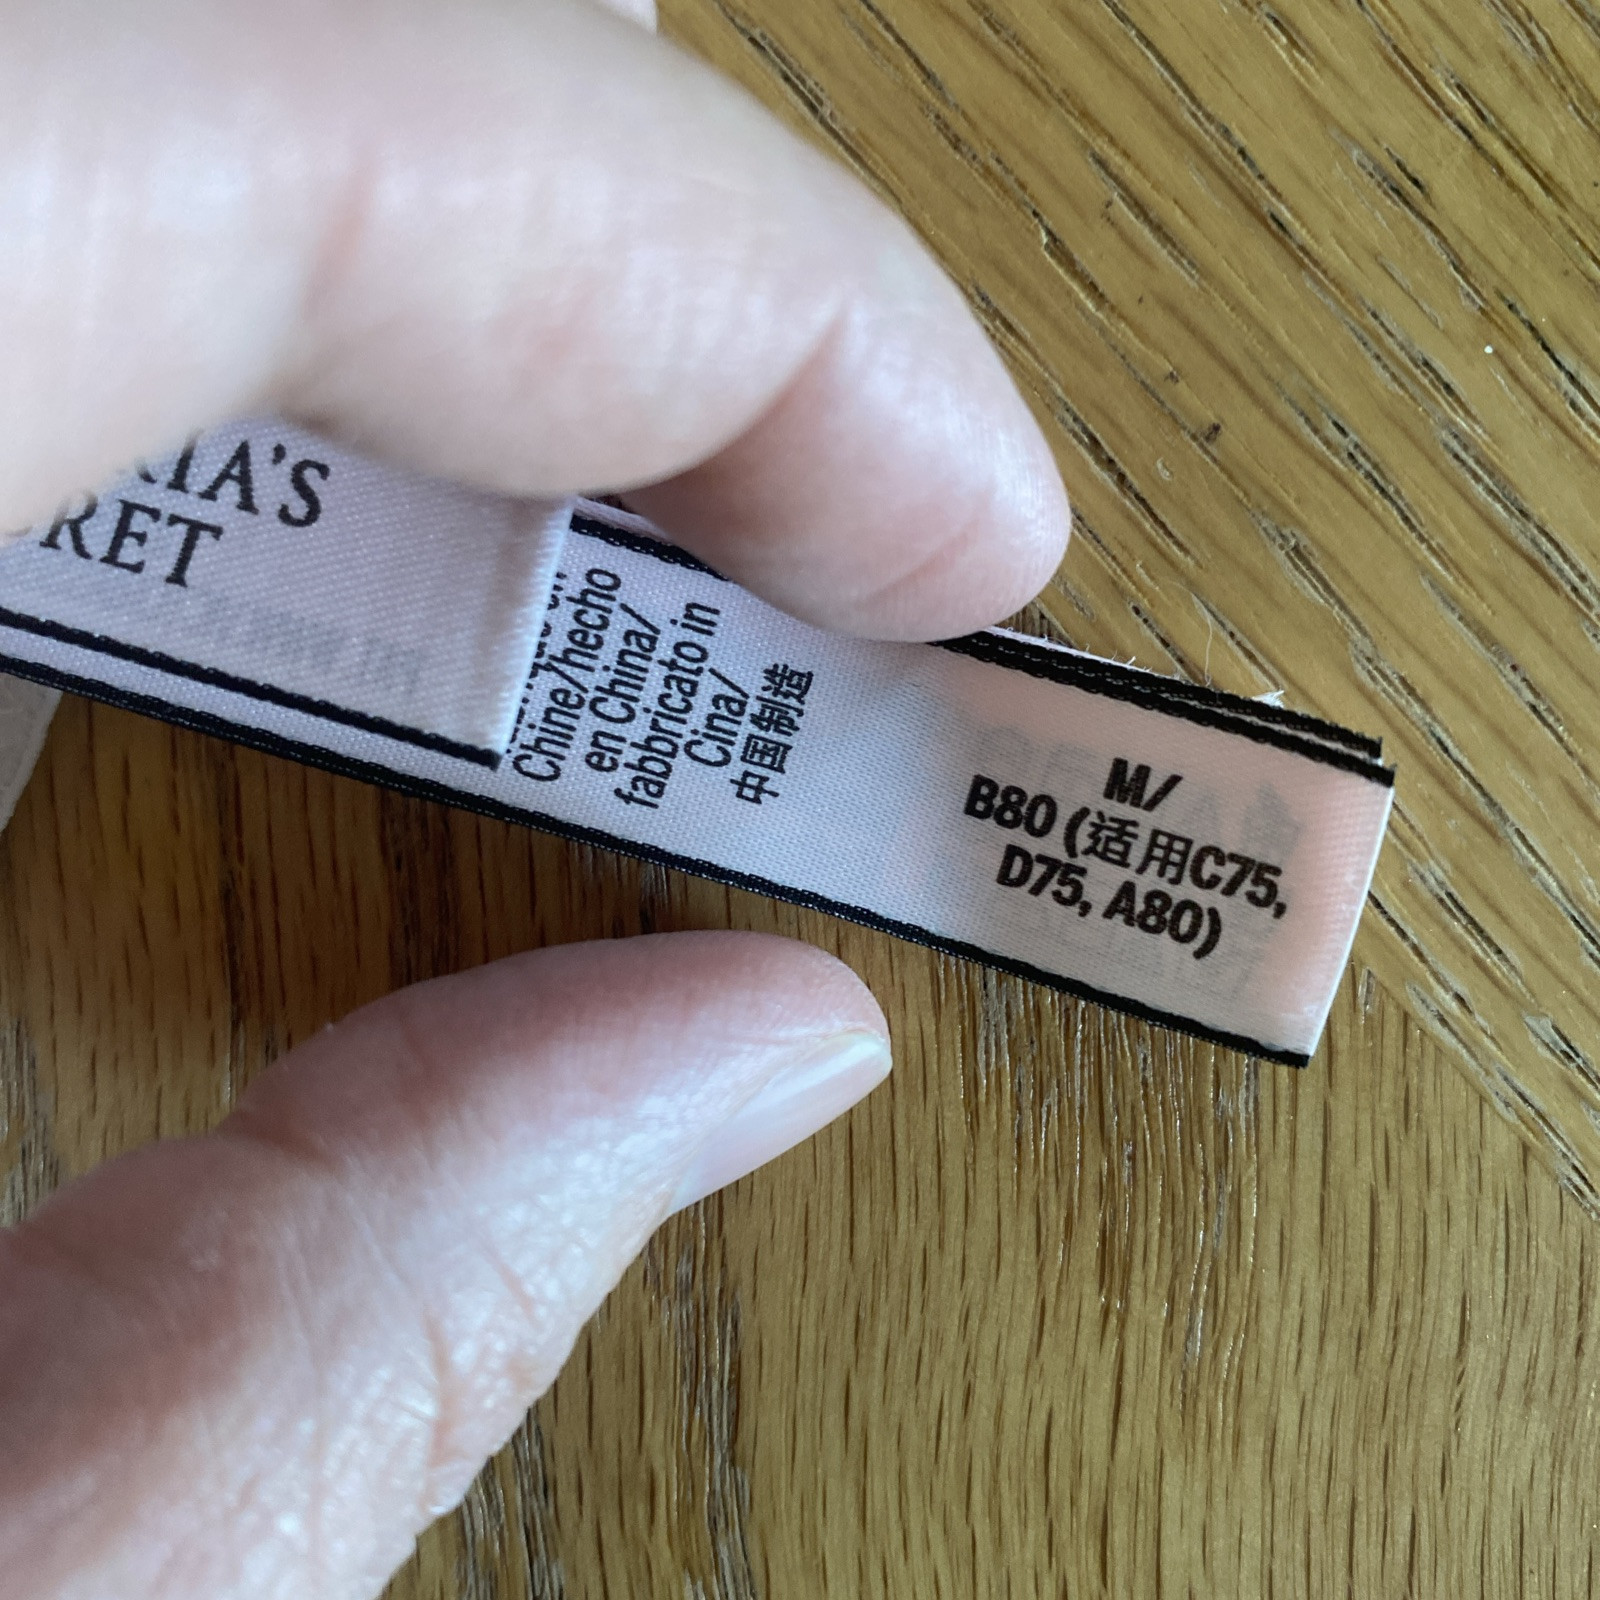 IA'S
RET
Chine/hecho
en China/
fabbricato in
Cina/
中国制造
M/
B80 (适用C75,
D75, A80)